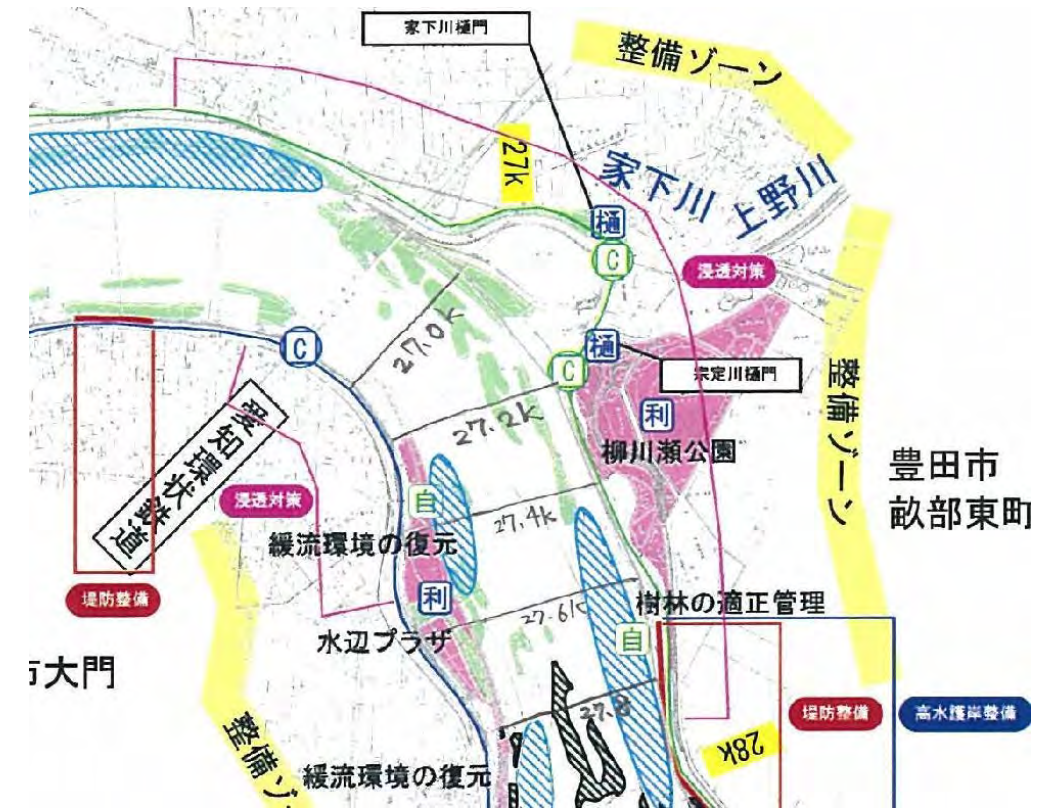 家下川樋門
整備ゾーン
27k
家下川
上野川
樋
C
浸透対策
C
27.0k
樋
C
宗定川樋門
整備ゾーン
愛知環状鉄道
27.2k
利
柳川瀬公園
豊田市
畝部東町
浸透対策
自
27.4k
緩流環境の復元
堤防整備
利
27.6k
樹林の適正管理
水辺プラザ
自
市大門
27.8
堤防整備
高水護岸整備
28k
整備ゾ
緩流環境の復元